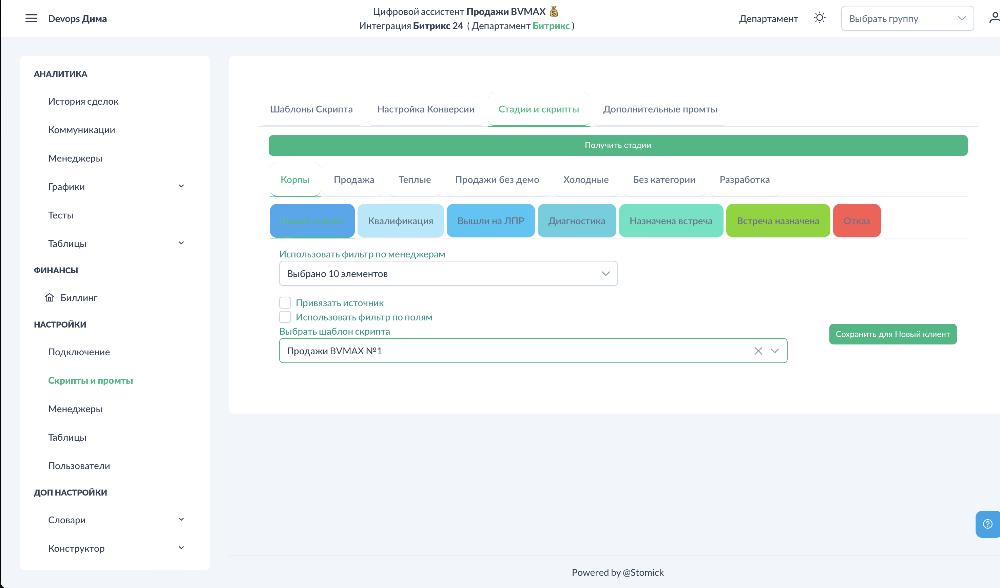 Devops Дима
Цифровой ассистент Продажи BVMAX 💰
Интеграция Битрикс 24 ( Департамент Битрикс )
Департамент
Выбрать группу
АНАЛИТИКА
История сделок
Коммуникации
Менеджеры
Графики
Тесты
Таблицы
ФИНАНСЫ
Биллинг
НАСТРОЙКИ
Подключение
Скрипты и промты
Менеджеры
Таблицы
Пользователи
ДОП НАСТРОЙКИ
Словари
Конструктор
Шаблоны Скрипта Настройка Конверсии Стадии и скрипты Дополнительные промты
Получить стадии
Корпы Продажа Теплые Продажи без демо Холодные Без категории Разработка
Новый клиент Квалификация Вышли на ЛПР Диагностика Назначена встреча Встреча назначена Отказ
Использовать фильтр по менеджерам
Выбрано 10 элементов
Привязать источник
Использовать фильтр по полям
Выбрать шаблон скрипта
Продажи BVMAX №1
Сохранить для Новый клиент
Powered by @Stomick